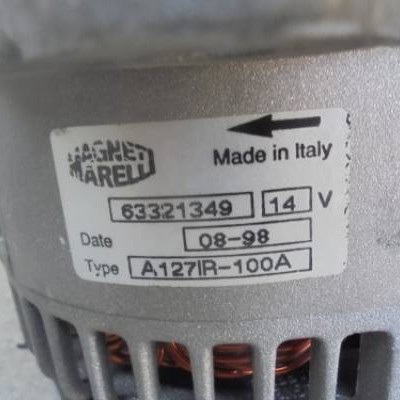 MAGNETI
MARELLI
Made in Italy
63321349 14 V
Date 08-98
Type A127IR-100A